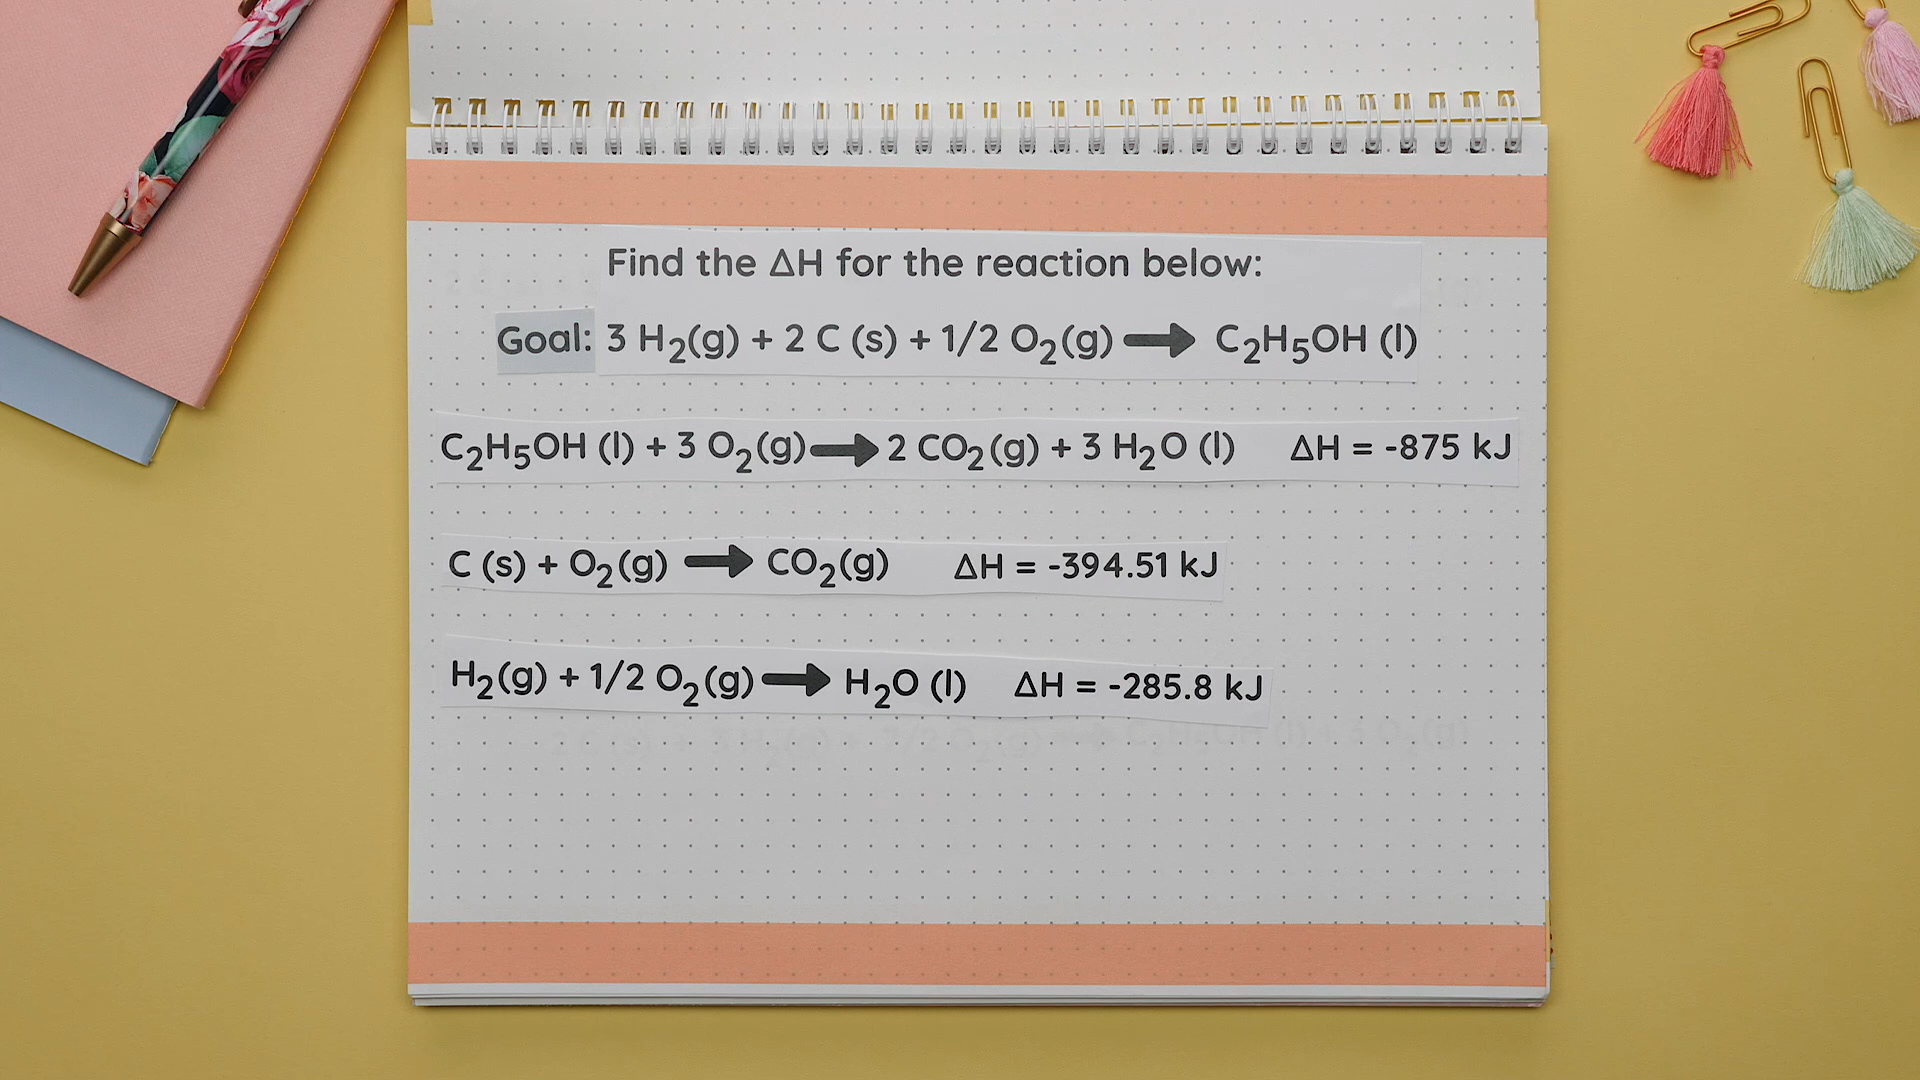 Find the ΔH for the reaction below:
Goal: 3 H₂(g) + 2 C (s) + 1/2 O₂(g) → C₂H₅OH (l)
C₂H₅OH (l) + 3 O₂(g) → 2 CO₂(g) + 3 H₂O (l) ΔH = -875 kJ
C (s) + O₂(g) → CO₂(g) ΔH = -394.51 kJ
H₂(g) + 1/2 O₂(g) → H₂O (l) ΔH = -285.8 kJ